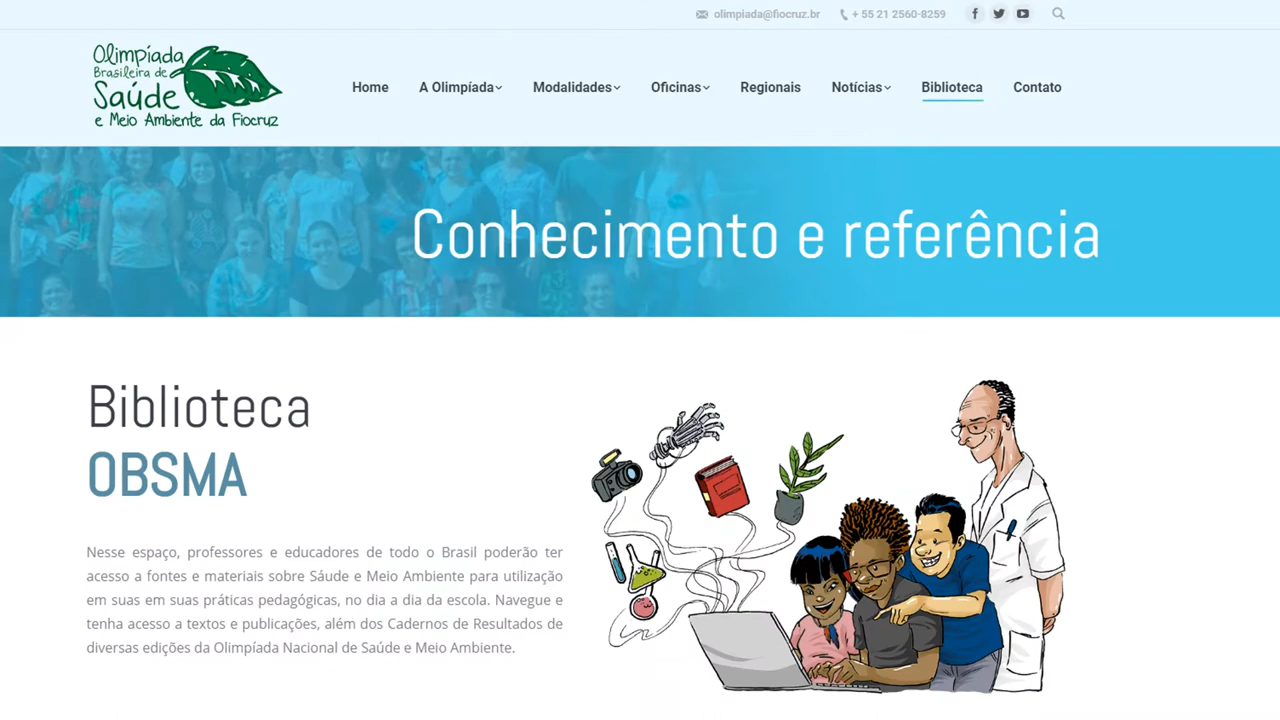 olimpiada@fiocruz.br + 55 21 2560-8259
Olimpíada
Brasileira de
Saúde
e Meio Ambiente da Fiocruz
Home A Olimpíada Modalidades Oficinas Regionais Notícias Biblioteca Contato
Conhecimento e referência
Biblioteca
OBSMA
Nesse espaço, professores e educadores de todo o Brasil poderão ter
acesso a fontes e materiais sobre Sáude e Meio Ambiente para utilização
em suas em suas práticas pedagógicas, no dia a dia da escola. Navegue e
tenha acesso a textos e publicações, além dos Cadernos de Resultados de
diversas edições da Olimpíada Nacional de Saúde e Meio Ambiente.